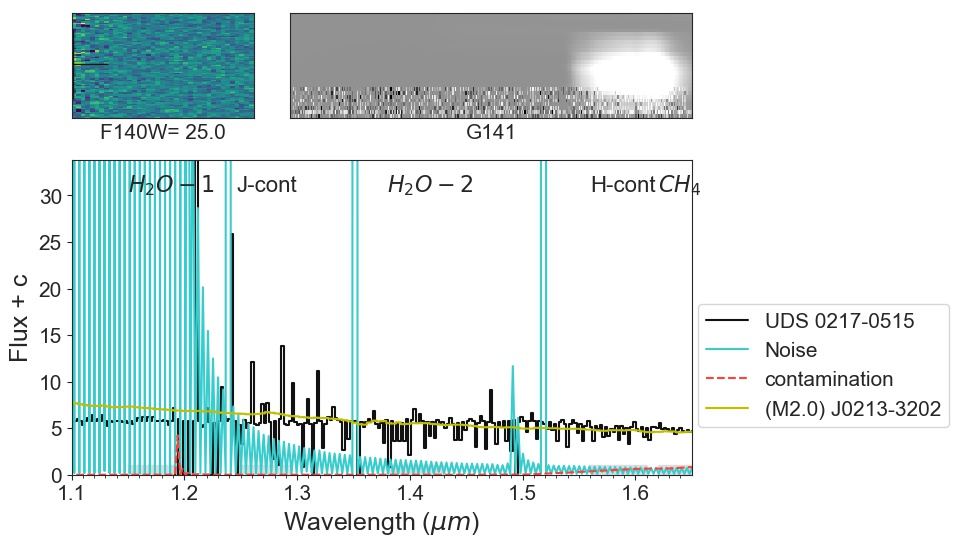 F140W= 25.0
G141
H₂O − 1
J-cont
H₂O − 2
H-cont
CH₄
30
25
20
15
10
5
0
Flux + c
1.1
1.2
1.3
1.4
1.5
1.6
Wavelength (μm)
UDS 0217-0515
Noise
contamination
(M2.0) J0213-3202